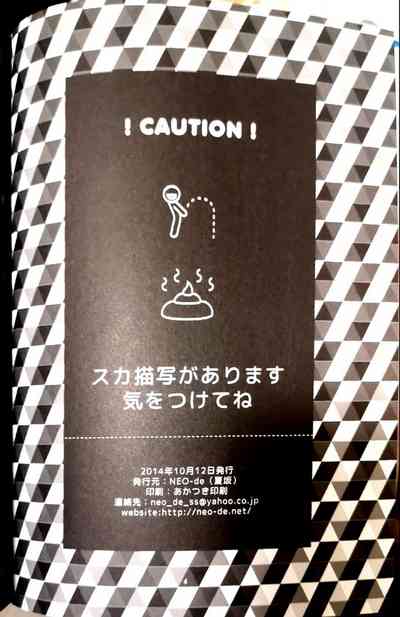 ! CAUTION !
スカ描写があります
気をつけてね
2014年10月12日発行
発行元：NEO-de（夏坂）
印刷：あかつき印刷
連絡先：neo_de_ss@yahoo.co.jp
website:http://neo-de.net/
4